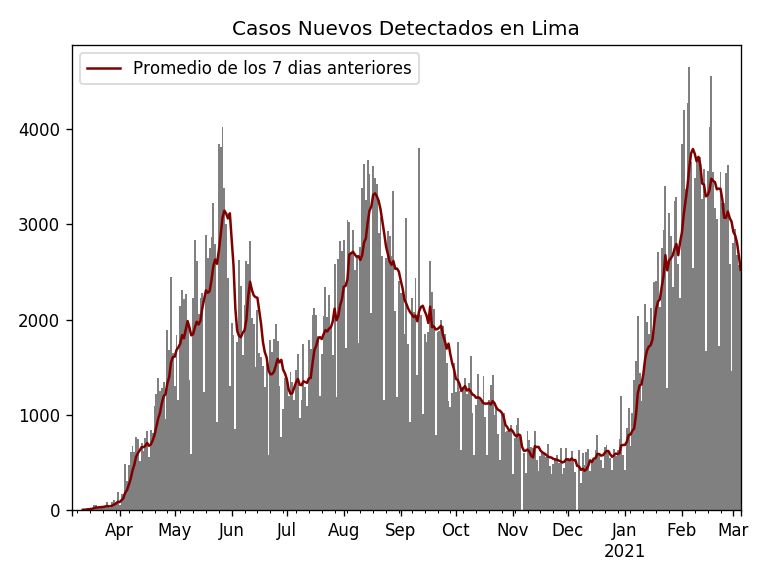 Casos Nuevos Detectados en Lima
Promedio de los 7 dias anteriores
4000
3000
2000
1000
0
Apr May Jun Jul Aug Sep Oct Nov Dec Jan Feb Mar
2021